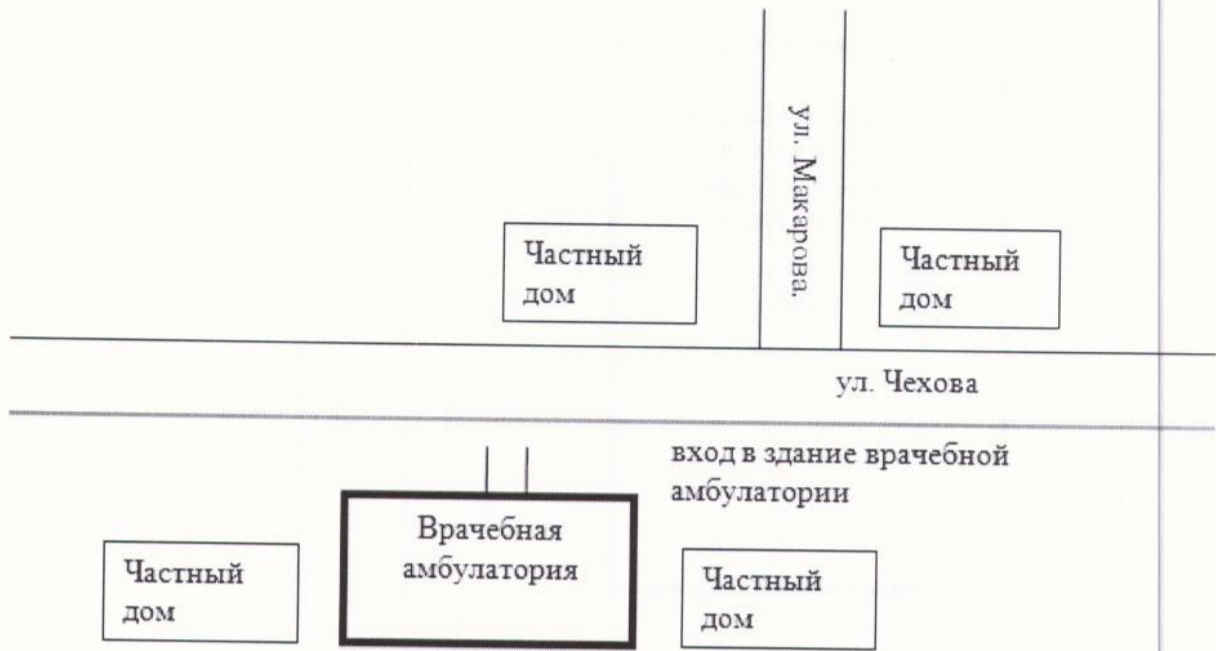 ул. Макарова.
Частный
дом
Частный
дом
ул. Чехова
вход в здание врачебной
амбулатории
Врачебная
амбулатория
Частный
дом
Частный
дом